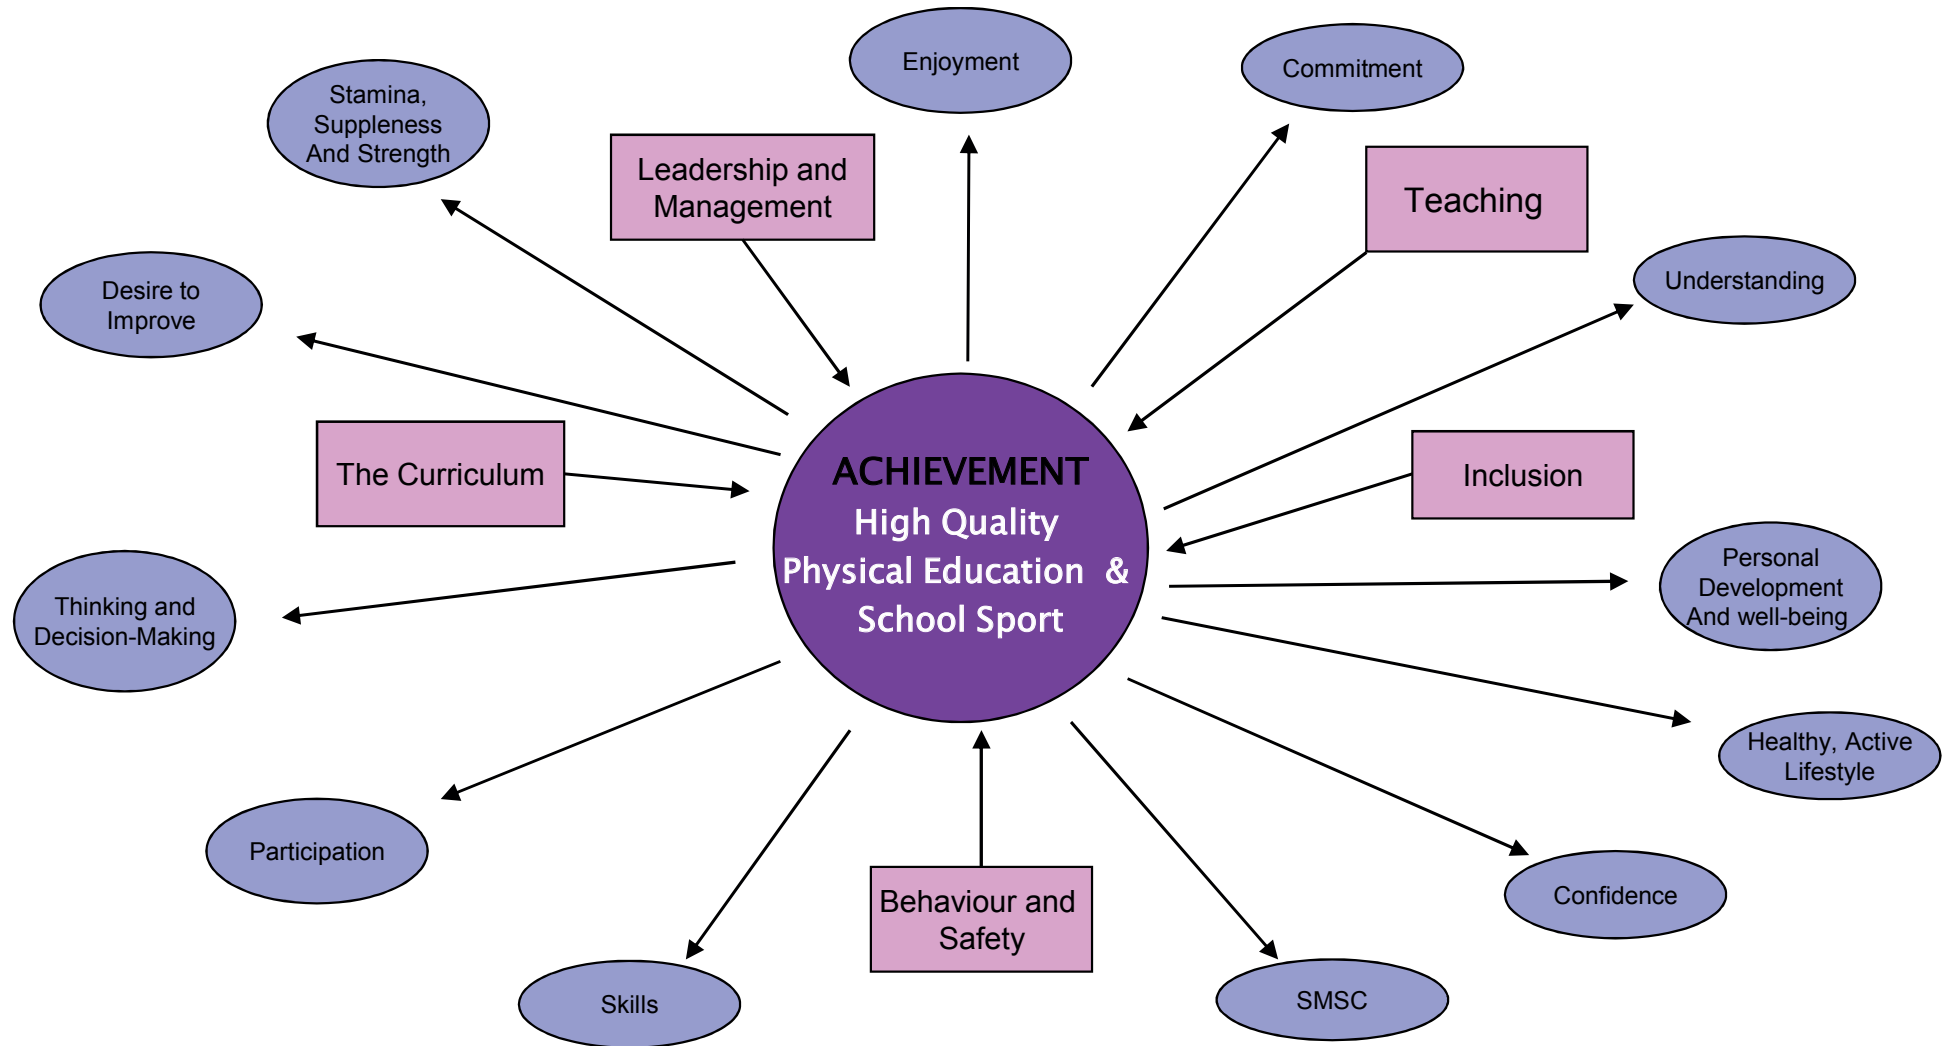 Enjoyment
Commitment
Stamina,
Suppleness
And Strength
Leadership and
Management
Teaching
Desire to
Improve
Understanding
The Curriculum
ACHIEVEMENT
High Quality
Physical Education &
School Sport
Inclusion
Thinking and
Decision-Making
Personal
Development
And well-being
Healthy, Active
Lifestyle
Participation
Behaviour and
Safety
Confidence
Skills
SMSC